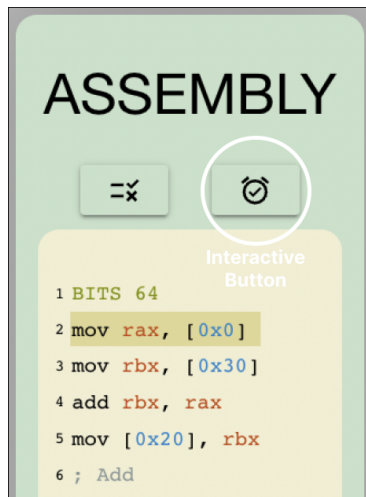 ASSEMBLY
Interactive
Button
1 BITS 64
2 mov rax, [0x0]
3 mov rbx, [0x30]
4 add rbx, rax
5 mov [0x20], rbx
6 ; Add